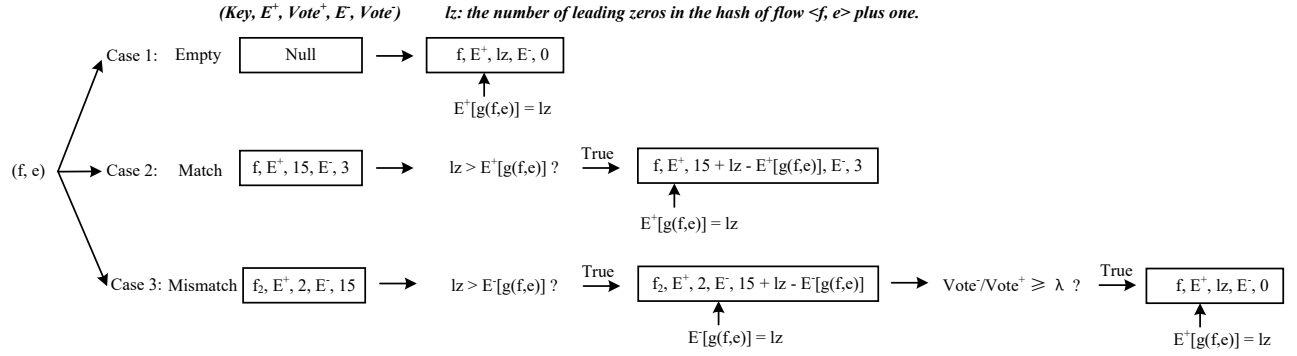 (Key, E⁺, Vote⁺, E⁻, Vote⁻) lz: the number of leading zeros in the hash of flow <f, e> plus one.
Case 1: Empty Null f, E⁺, lz, E⁻, 0
E⁺[g(f,e)] = lz
(f, e) Case 2: Match f, E⁺, 15, E⁻, 3 lz > E⁺[g(f,e)] ? True f, E⁺, 15 + lz - E⁺[g(f,e)], E⁻, 3
E⁺[g(f,e)] = lz
Case 3: Mismatch f₂, E⁺, 2, E⁻, 15 lz > E⁻[g(f,e)] ? True f₂, E⁺, 2, E⁻, 15 + lz - E⁻[g(f,e)] Vote⁻/Vote⁺ ⩾ λ ? True f, E⁺, lz, E⁻, 0
E⁻[g(f,e)] = lz E⁺[g(f,e)] = lz